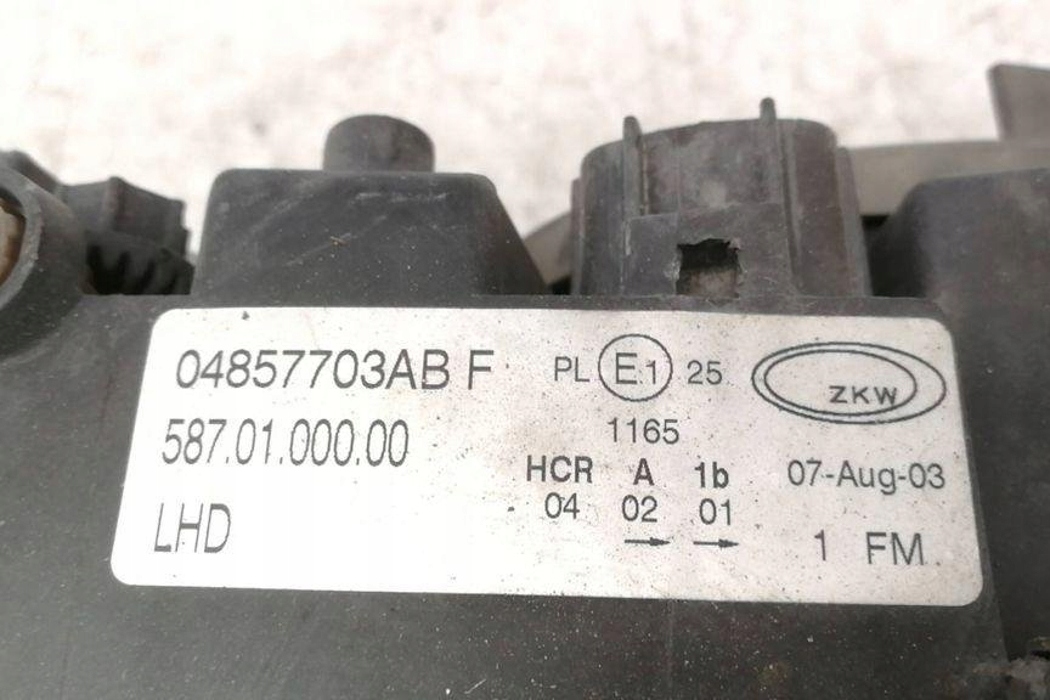 04857703AB F
587.01.000.00
LHD
PL E1 25
1165
HCR A 1b
04 02 01
→ →
ZKW
07-Aug-03
1 FM